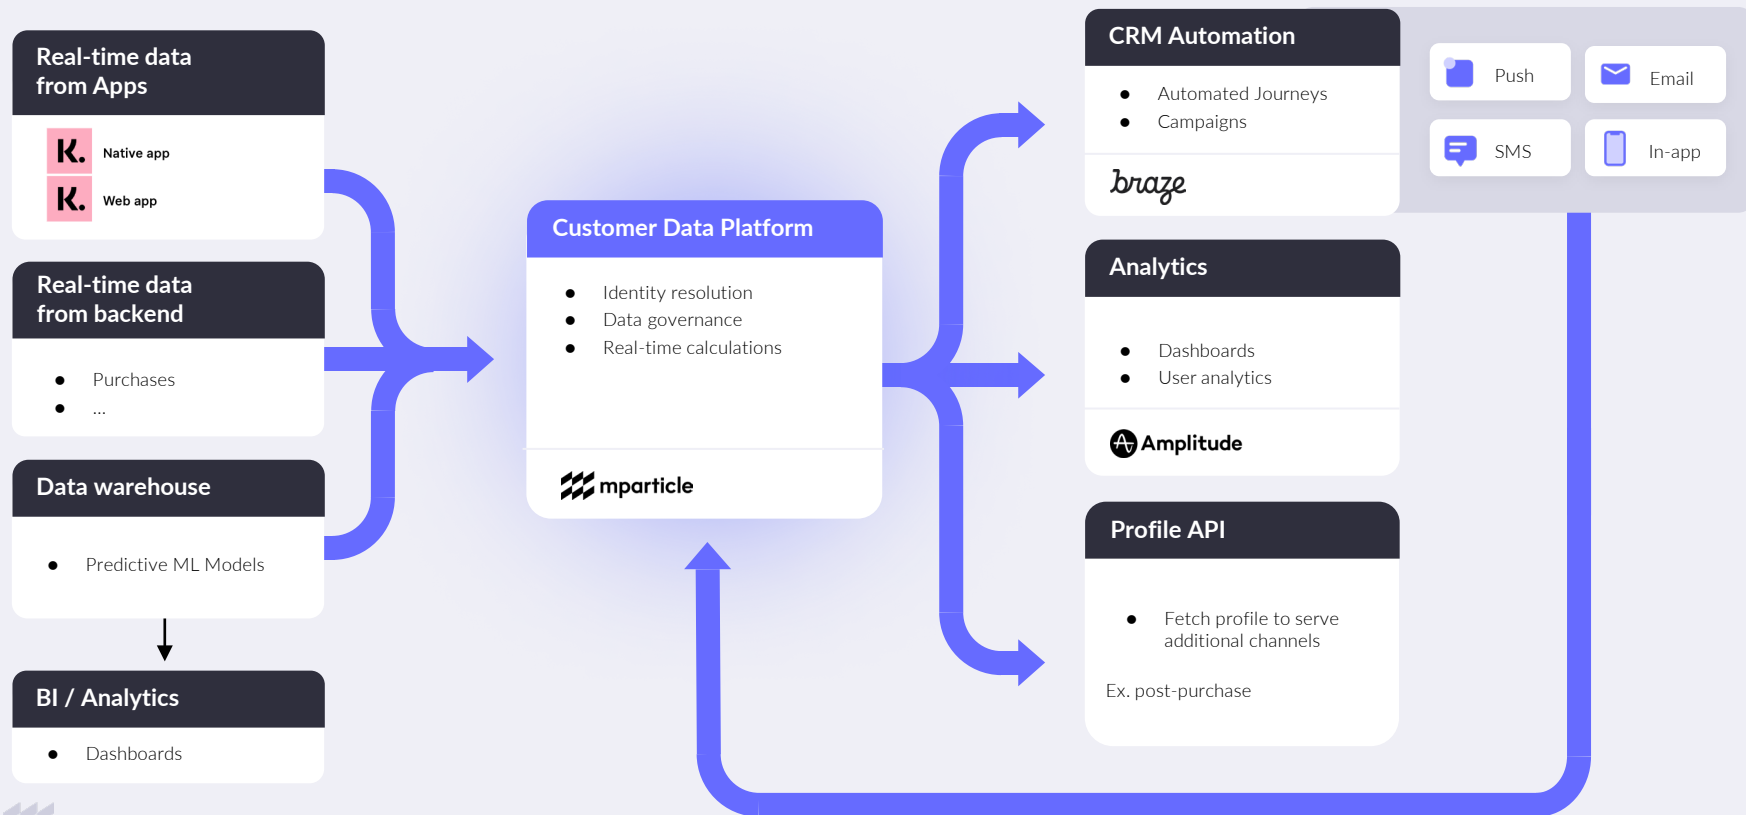 Real-time data
from Apps
K. Native app
K. Web app
Real-time data
from backend
● Purchases
● ...
Data warehouse
● Predictive ML Models
BI / Analytics
● Dashboards
Customer Data Platform
● Identity resolution
● Data governance
● Real-time calculations
mparticle
CRM Automation
● Automated Journeys
● Campaigns
braze
Push
Email
SMS
In-app
Analytics
● Dashboards
● User analytics
Amplitude
Profile API
● Fetch profile to serve
additional channels
Ex. post-purchase